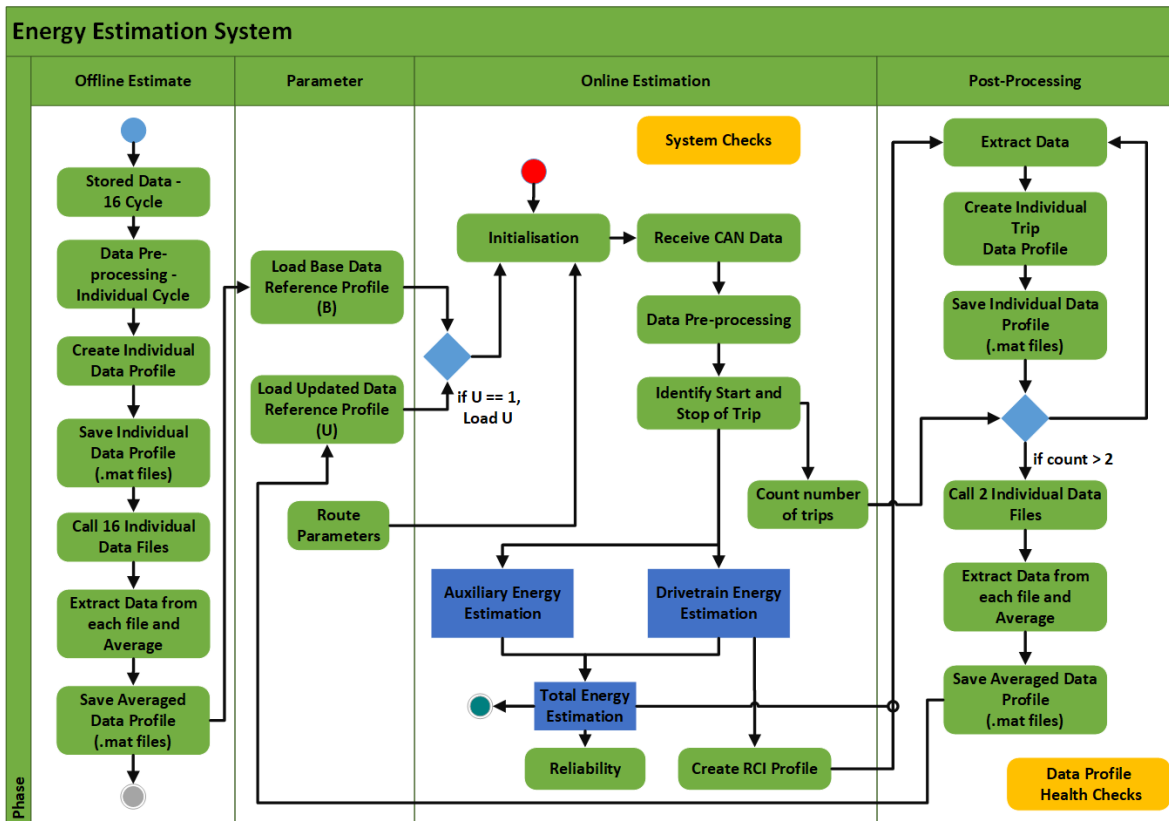 Energy Estimation System
Phase
Offline Estimate
Parameter
Online Estimation
Post-Processing
Stored Data -
16 Cycle
Data Pre-
processing -
Individual Cycle
Create Individual
Data Profile
Save Individual
Data Profile
(.mat files)
Call 16 Individual
Data Files
Extract Data from
each file and
Average
Save Averaged
Data Profile
(.mat files)
Load Base Data
Reference Profile
(B)
Load Updated Data
Reference Profile
(U)
Route
Parameters
if U == 1,
Load U
System Checks
Initialisation
Receive CAN Data
Data Pre-processing
Identify Start and
Stop of Trip
Count number
of trips
Auxiliary Energy
Estimation
Drivetrain Energy
Estimation
Total Energy
Estimation
Reliability
Create RCI Profile
Extract Data
Create Individual
Trip
Data Profile
Save Individual Data
Profile
(.mat files)
if count > 2
Call 2 Individual Data
Files
Extract Data from
each file and
Average
Save Averaged Data
Profile
(.mat files)
Data Profile
Health Checks